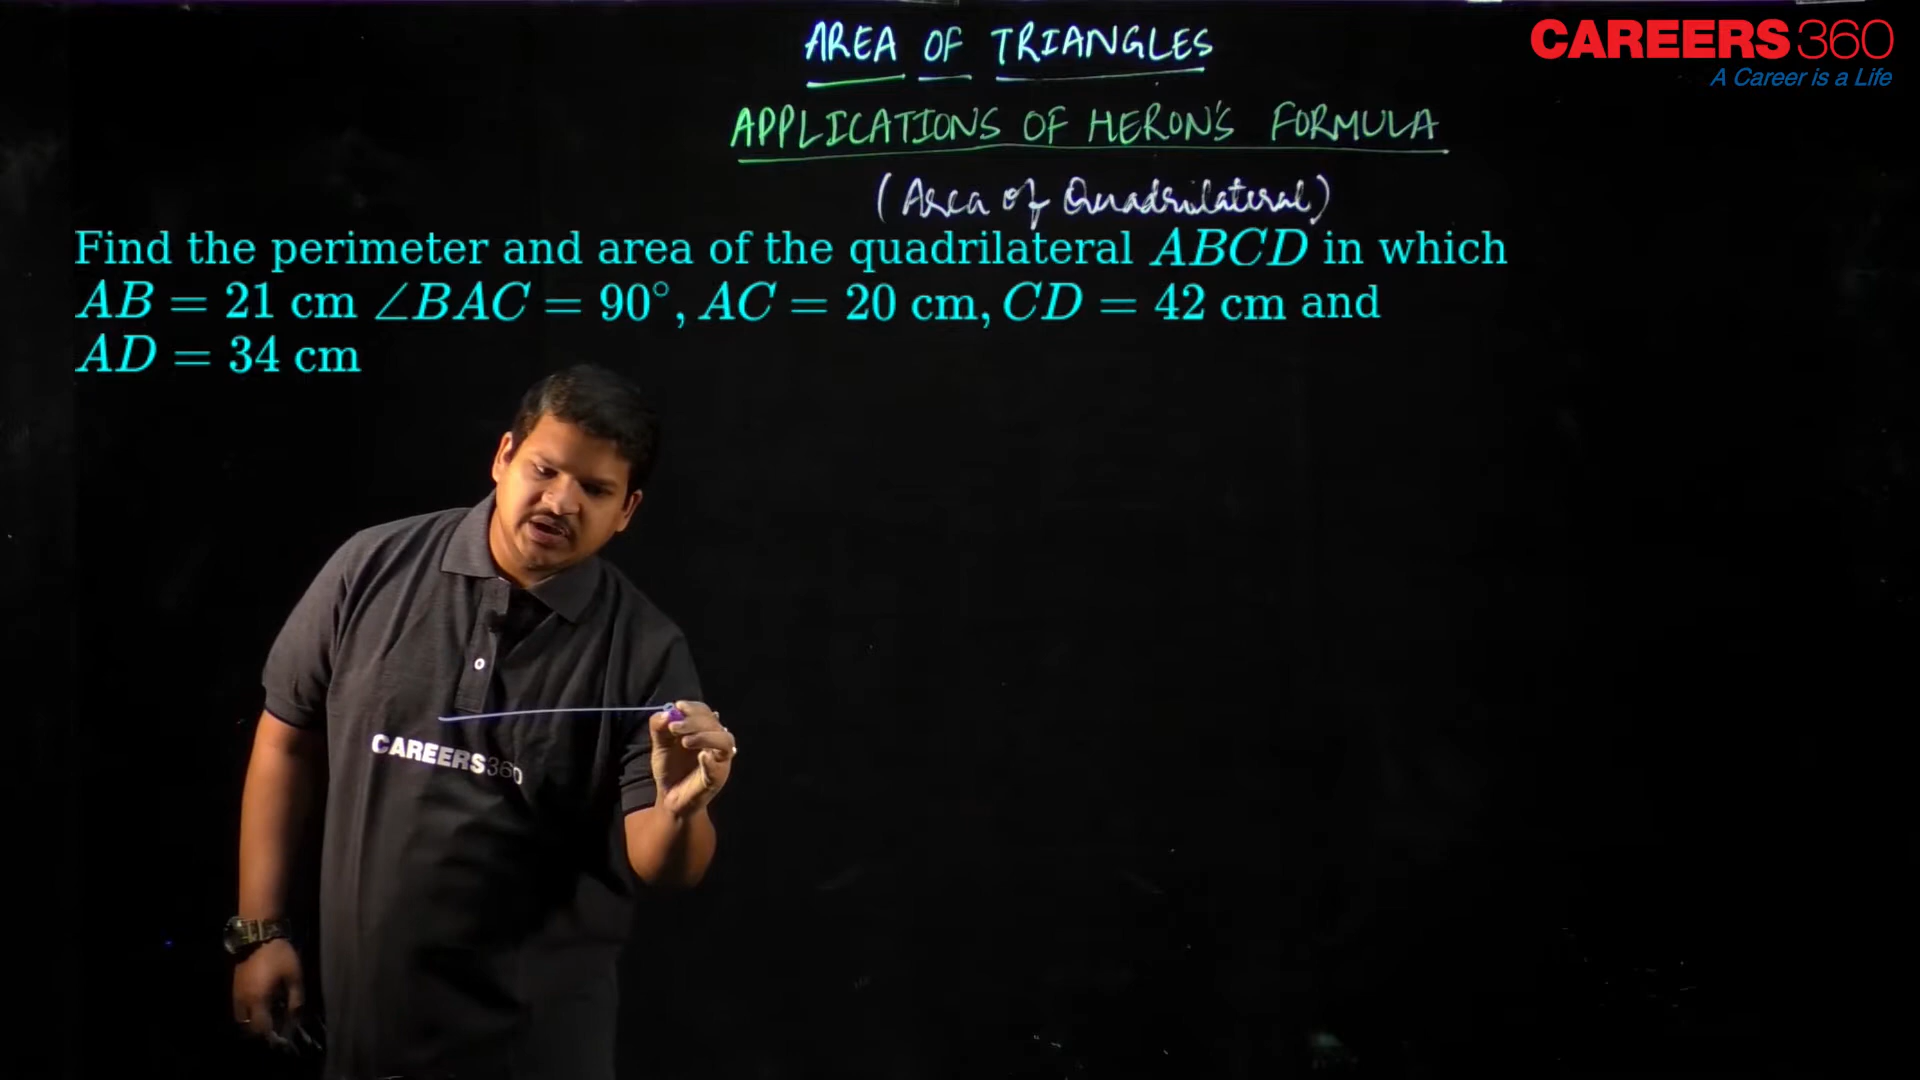 AREA OF TRIANGLES
CAREERS360
A Career is a Life
APPLICATIONS OF HERON'S FORMULA
(Area of Quadrilateral)
Find the perimeter and area of the quadrilateral ABCD in which
AB = 21 cm ∠BAC = 90°, AC = 20 cm, CD = 42 cm and
AD = 34 cm
CAREERS360